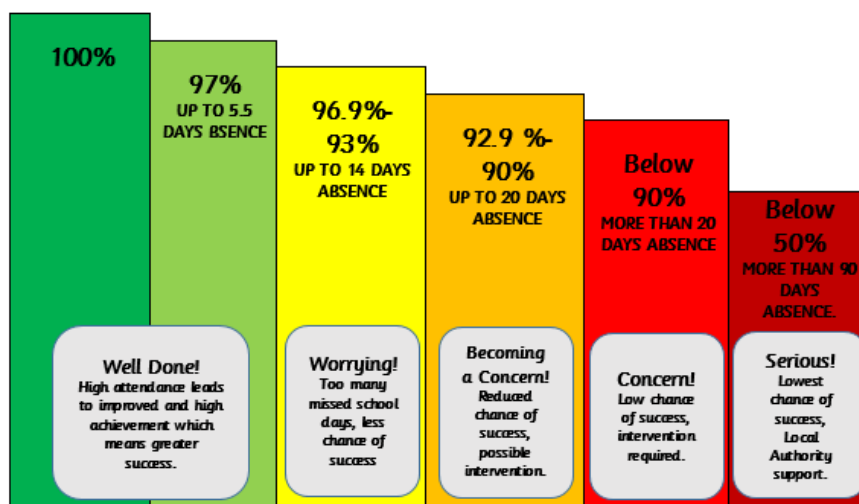 100%
97%
UP TO 5.5
DAYS BSENCE
96.9%-
93%
UP TO 14 DAYS
ABSENCE
92.9 %-
90%
UP TO 20 DAYS
ABSENCE
Below
90%
MORE THAN 20
DAYS ABSENCE
Below
50%
MORE THAN 90
DAYS
ABSENCE.
Well Done!
High attendance leads
to improved and high
achievement which
means greater
success.
Worrying!
Too many
missed school
days, less
chance of
success
Becoming
a Concern!
Reduced
chance of
success,
possible
intervention.
Concern!
Low chance
of success,
intervention
required.
Serious!
Lowest
chance of
success,
Local
Authority
support.